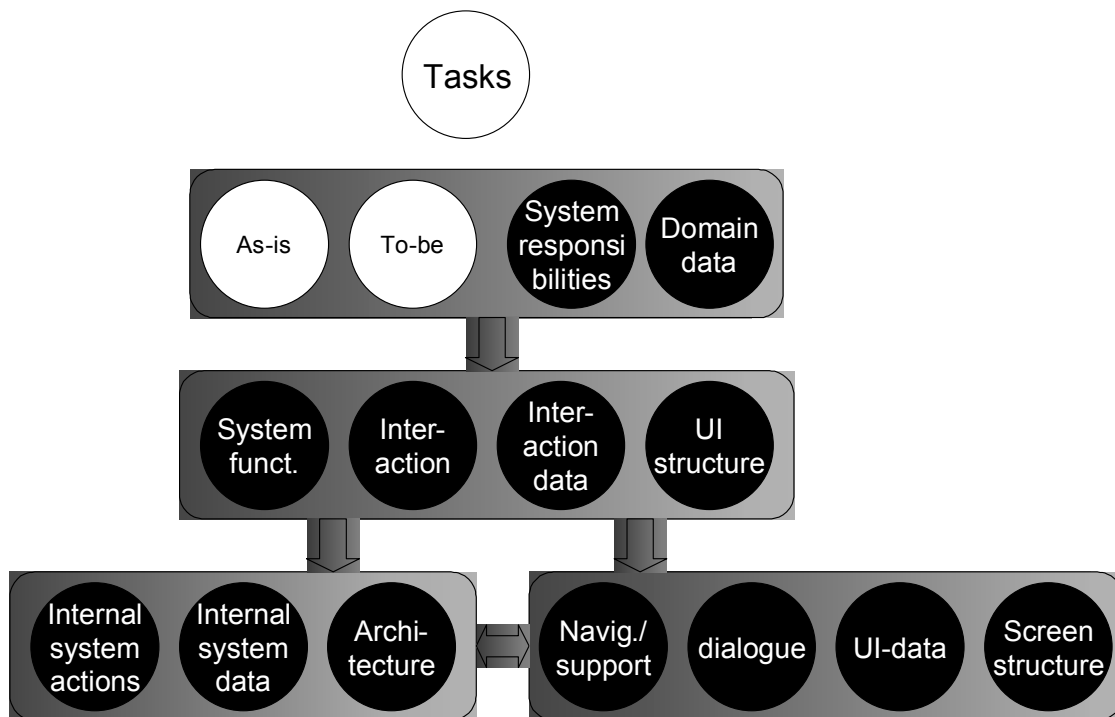 Tasks
As-is
To-be
System
responsi
bilities
Domain
data
System
funct.
Inter-
action
Inter-
action
data
UI
structure
Internal
system
actions
Internal
system
data
Archi-
tecture
Navig./
support
dialogue
UI-data
Screen
structure